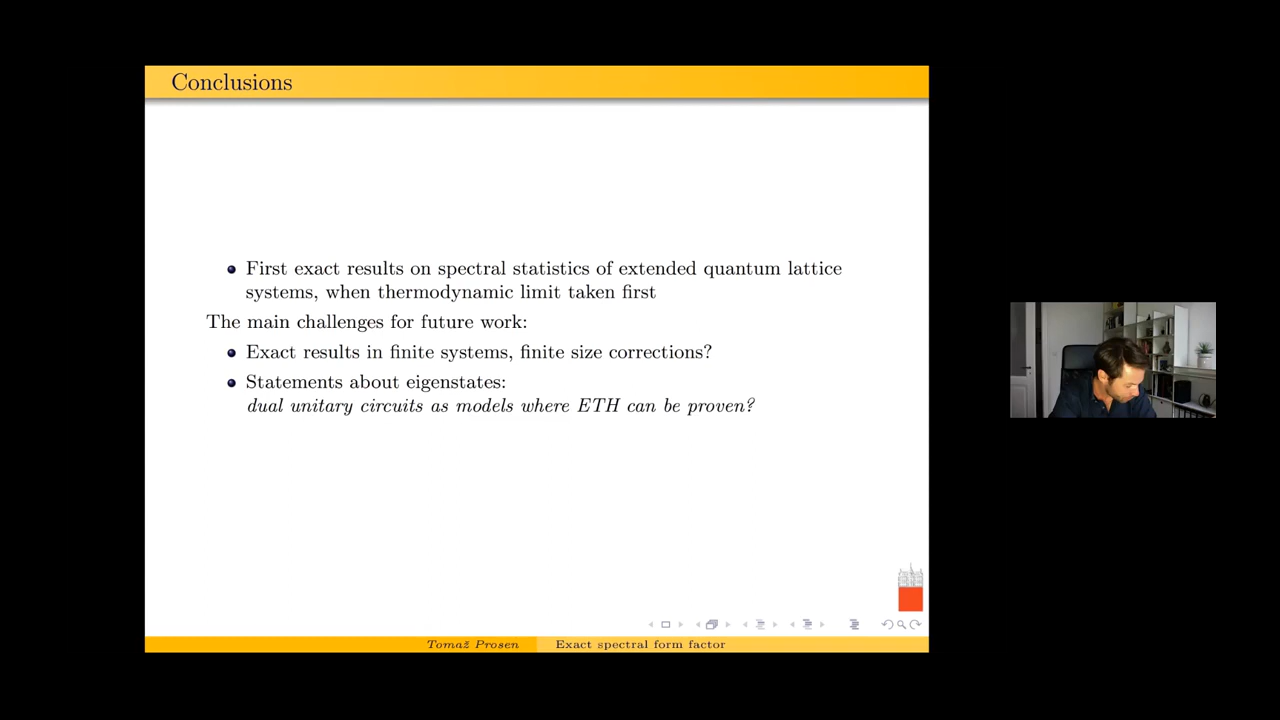 Conclusions
First exact results on spectral statistics of extended quantum lattice
systems, when thermodynamic limit taken first
The main challenges for future work:
Exact results in finite systems, finite size corrections?
Statements about eigenstates:
dual unitary circuits as models where ETH can be proven?
Tomaž Prosen
Exact spectral form factor